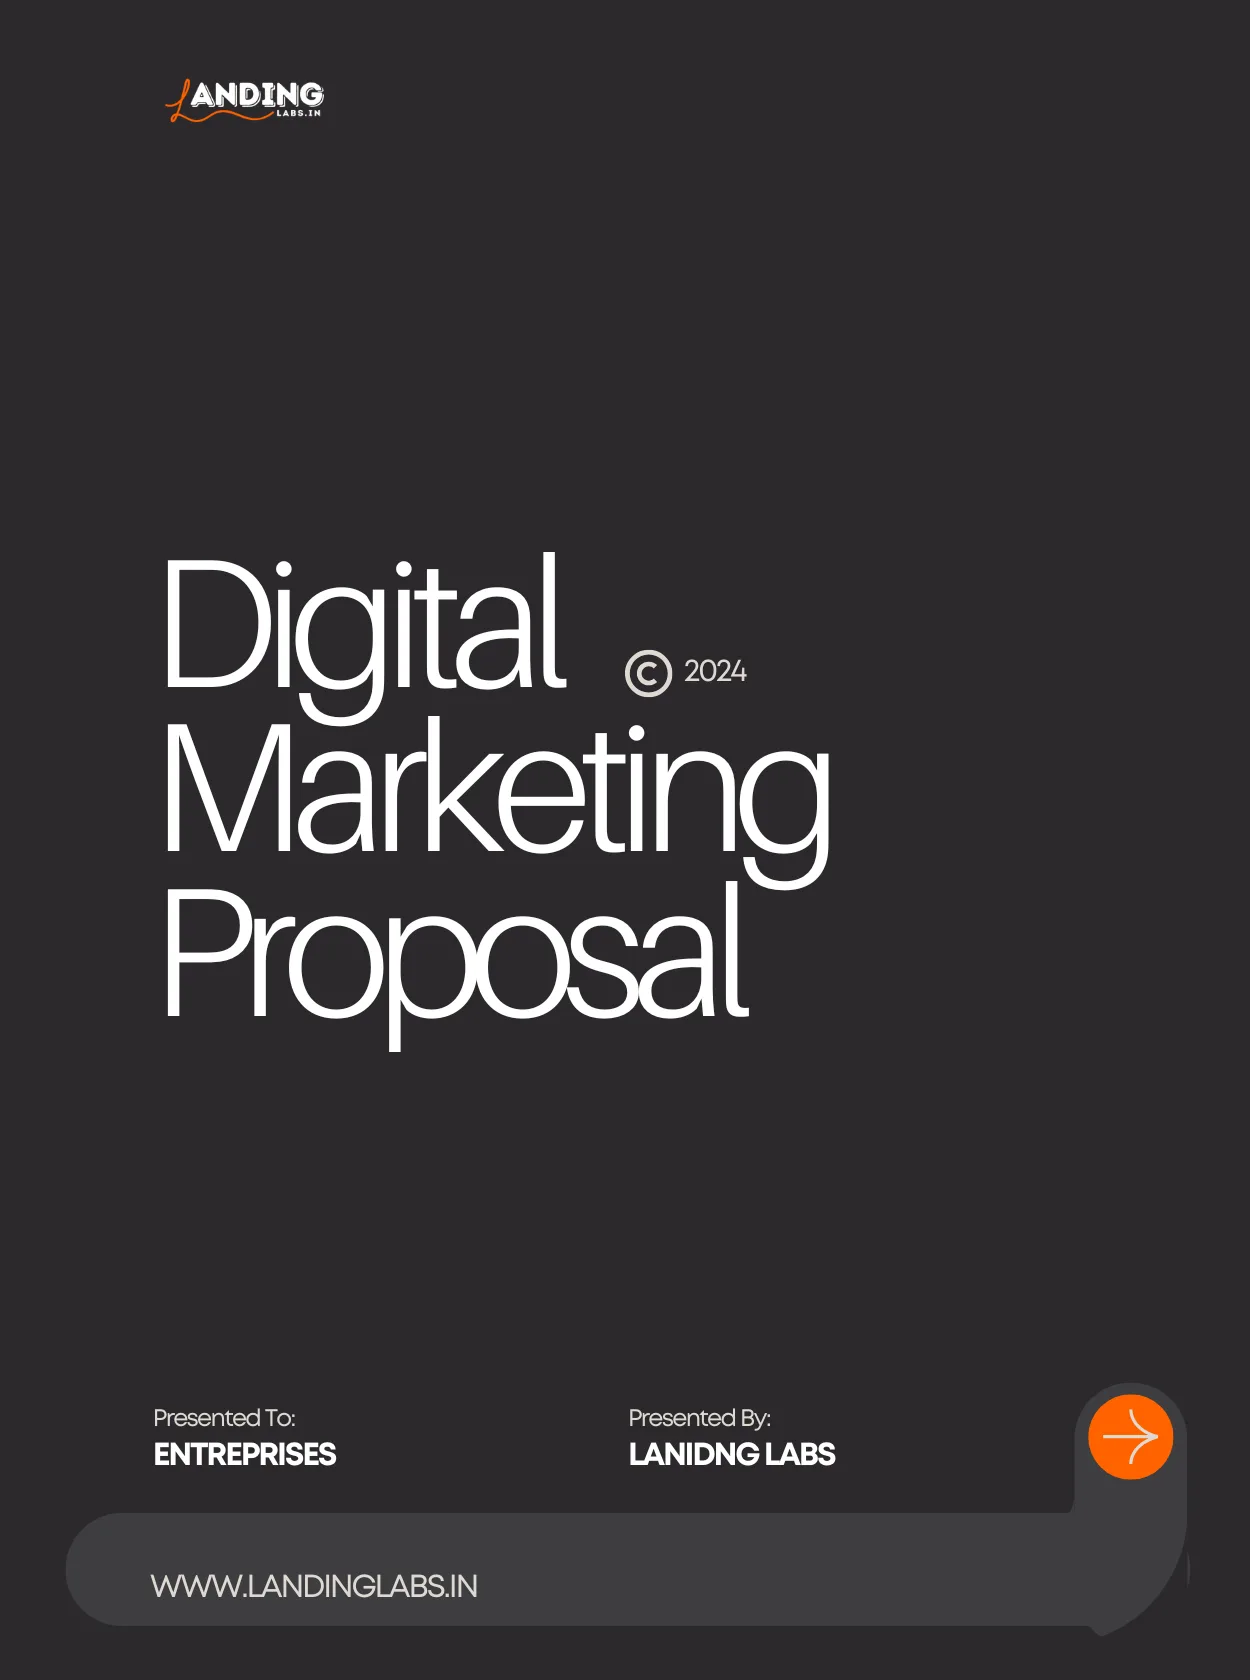 LANDING
LABS.IN
Digital
© 2024
Marketing
Proposal
Presented To:
ENTREPRISES
Presented By:
LANIDNG LABS
WWW.LANDINGLABS.IN